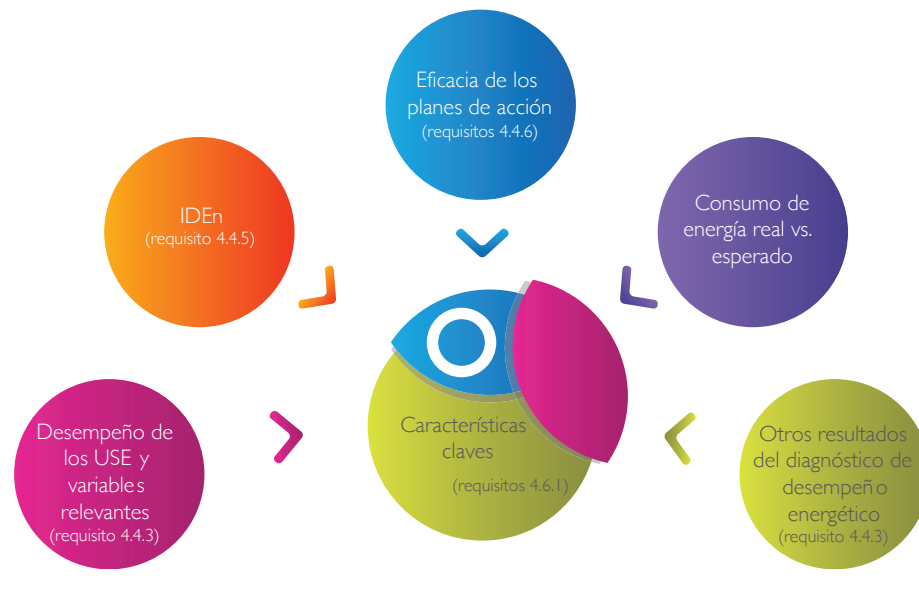 Eficacia de los
planes de acción
(requisitos 4.4.6)
IDEn
(requisito 4.4.5)
Consumo de
energía real vs.
esperado
Desempeño de
los USE y
variables
relevantes
(requisito 4.4.3)
Características
claves
(requisitos 4.6.1)
Otros resultados
del diagnóstico de
desempeño
energético
(requisito 4.4.3)